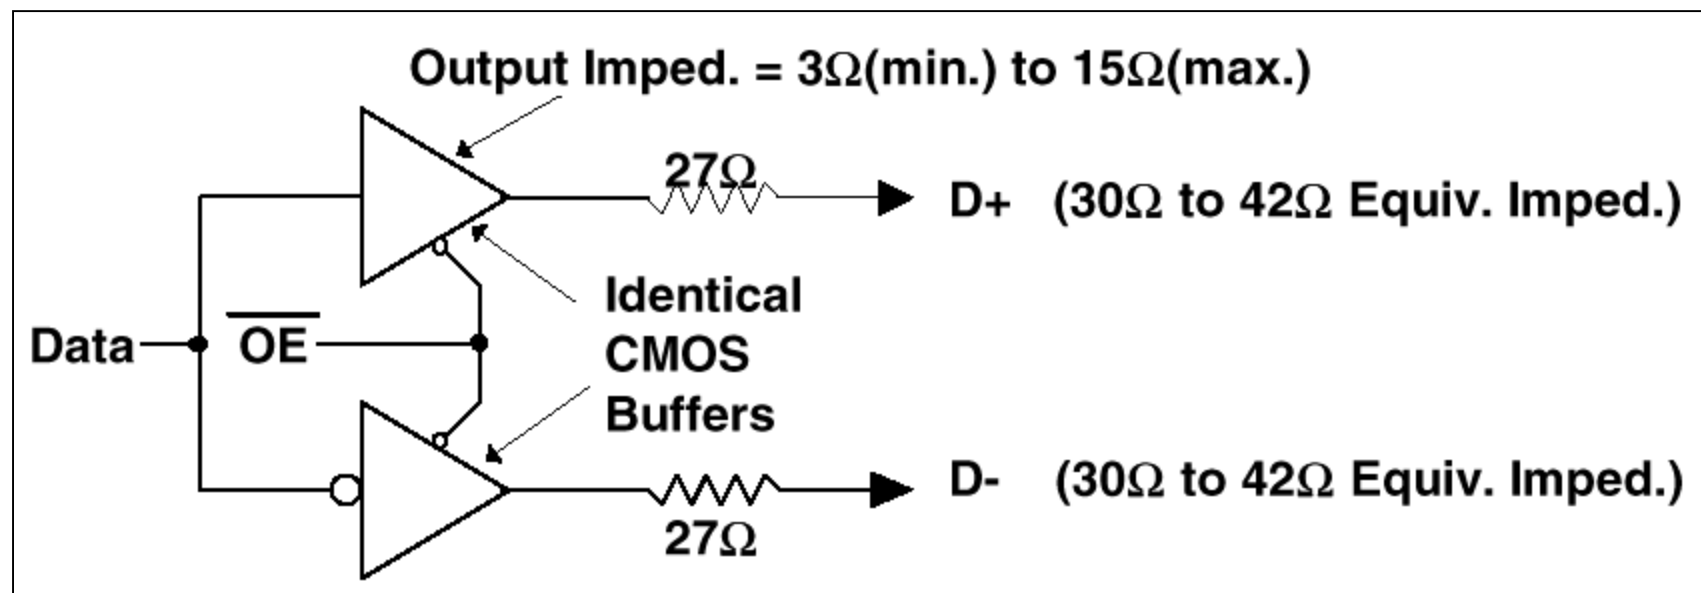 Output Imped. = 3Ω(min.) to 15Ω(max.)
27Ω
D+ (30Ω to 42Ω Equiv. Imped.)
Identical
CMOS
Buffers
Data
OE
D- (30Ω to 42Ω Equiv. Imped.)
27Ω